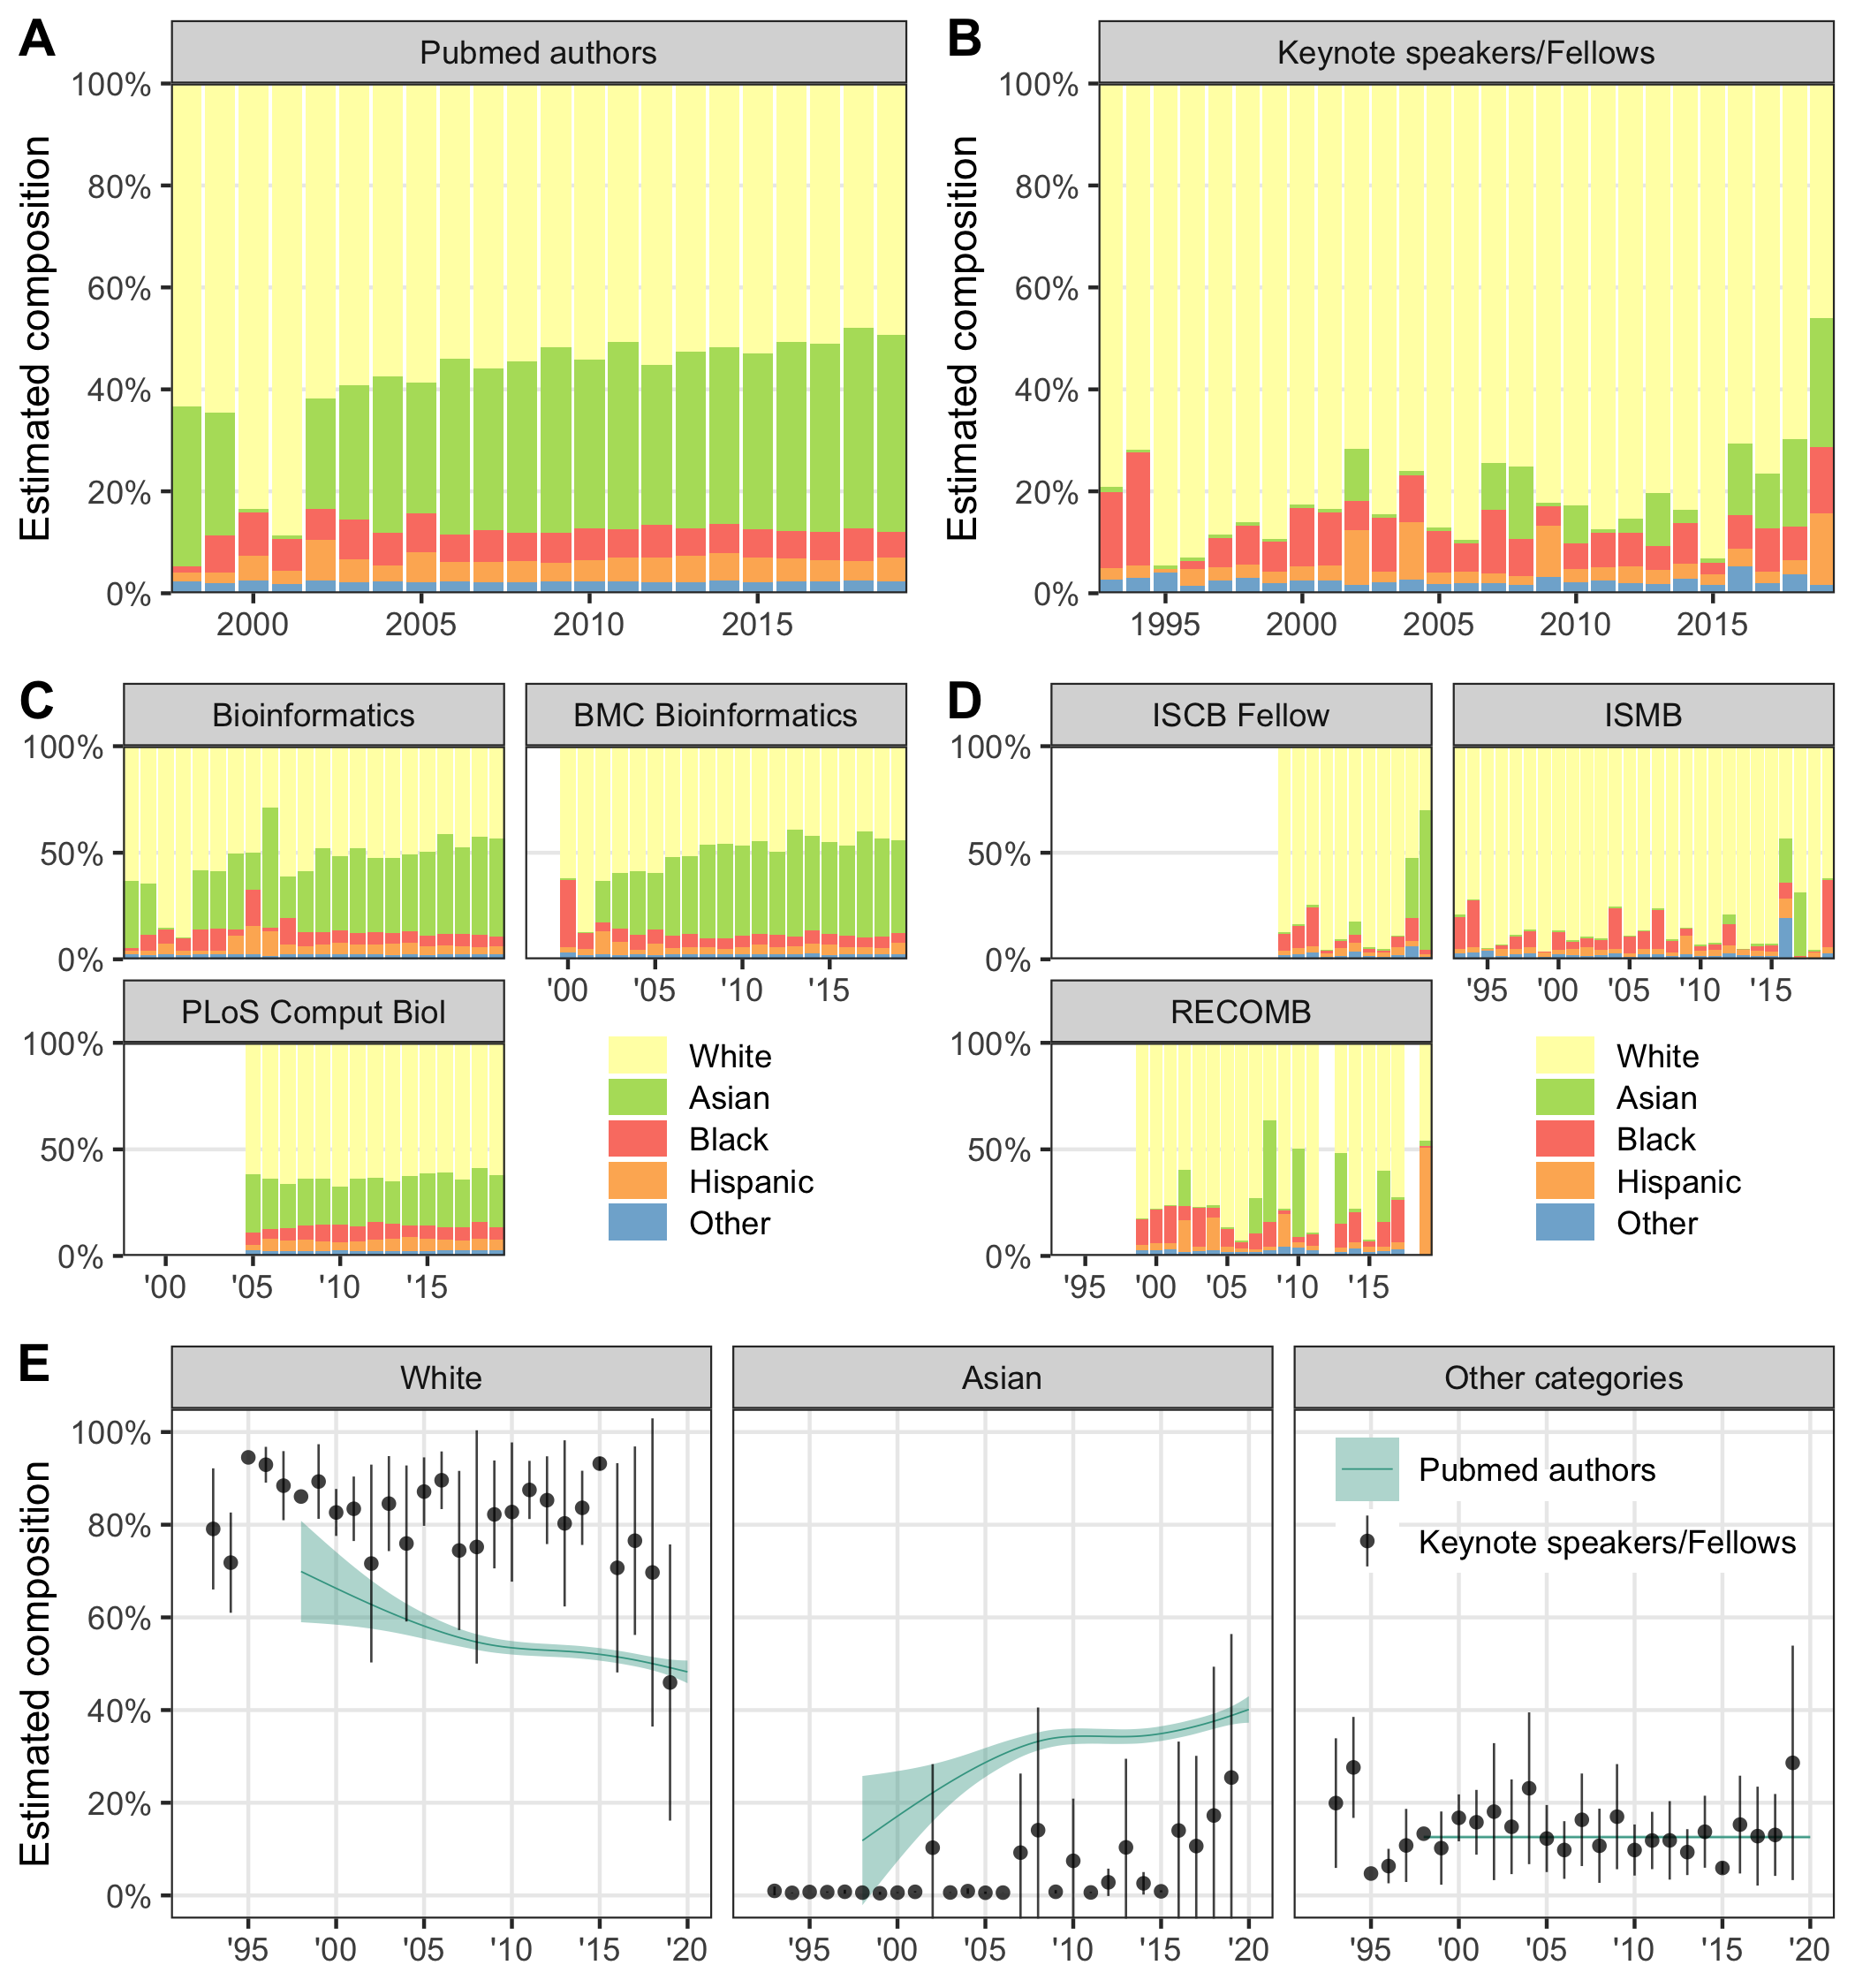 A
Pubmed authors
Estimated composition
100%
80%
60%
40%
20%
0%
2000 2005 2010 2015
B
Keynote speakers/Fellows
Estimated composition
100%
80%
60%
40%
20%
0%
1995 2000 2005 2010 2015
C
Bioinformatics
BMC Bioinformatics
100%
50%
0%
'00 '05 '10 '15
PLoS Comput Biol
100%
50%
0%
'00 '05 '10 '15
White
Asian
Black
Hispanic
Other
D
ISCB Fellow
ISMB
100%
50%
0%
'95 '00 '05 '10 '15
RECOMB
100%
50%
0%
'95 '00 '05 '10 '15
White
Asian
Black
Hispanic
Other
E
White
Asian
Other categories
Estimated composition
100%
80%
60%
40%
20%
0%
Pubmed authors
Keynote speakers/Fellows
'95 '00 '05 '10 '15 '20
'95 '00 '05 '10 '15 '20
'95 '00 '05 '10 '15 '20